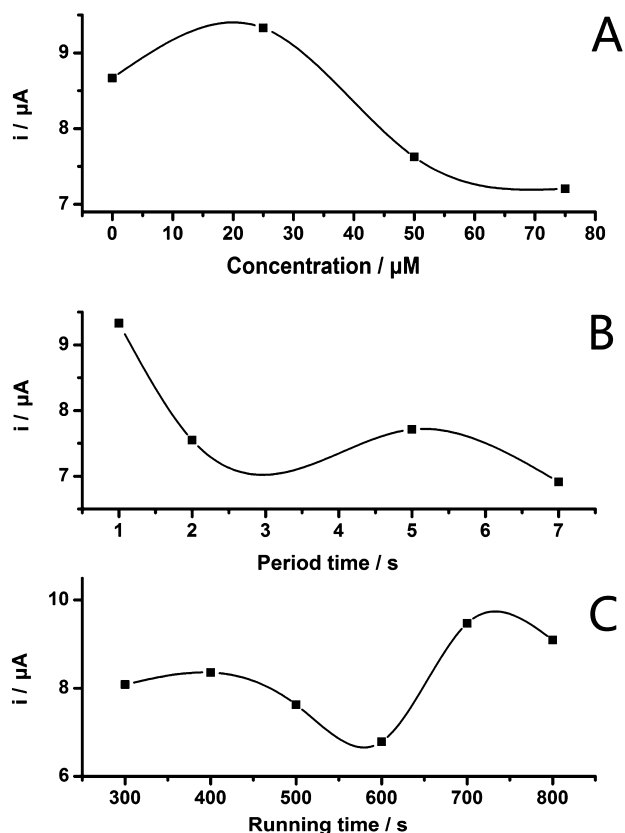 A
9
8
7
i / µA
0 10 20 30 40 50 60 70 80
Concentration / µM
B
9
8
7
i / µA
1 2 3 4 5 6 7
Period time / s
C
10
8
6
i / µA
300 400 500 600 700 800
Running time / s